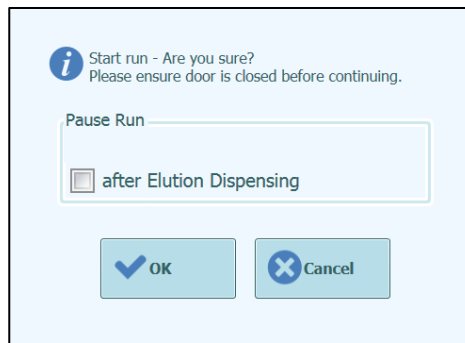 Start run - Are you sure?
Please ensure door is closed before continuing.
Pause Run
after Elution Dispensing
OK
Cancel